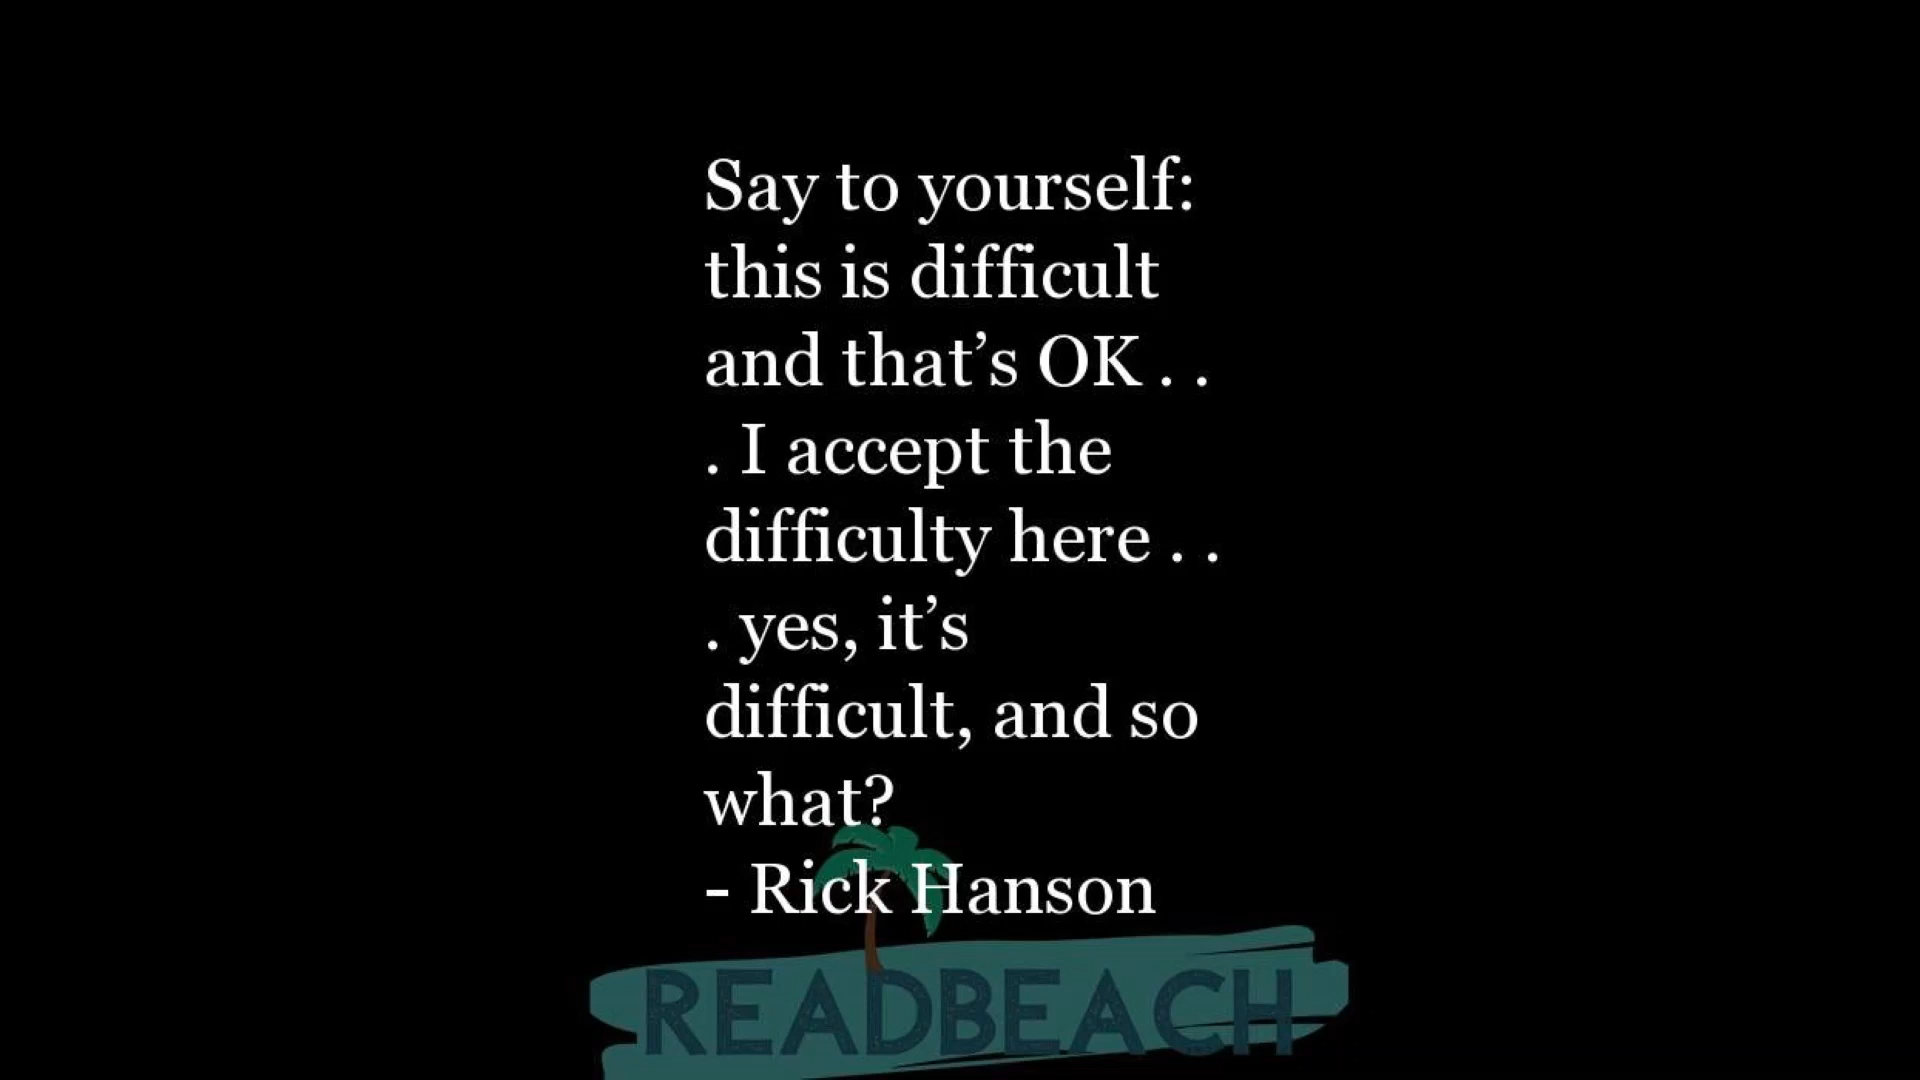 Say to yourself:
this is difficult
and that’s OK . .
. I accept the
difficulty here . .
. yes, it’s
difficult, and so
what?
- Rick Hanson
READBEACH